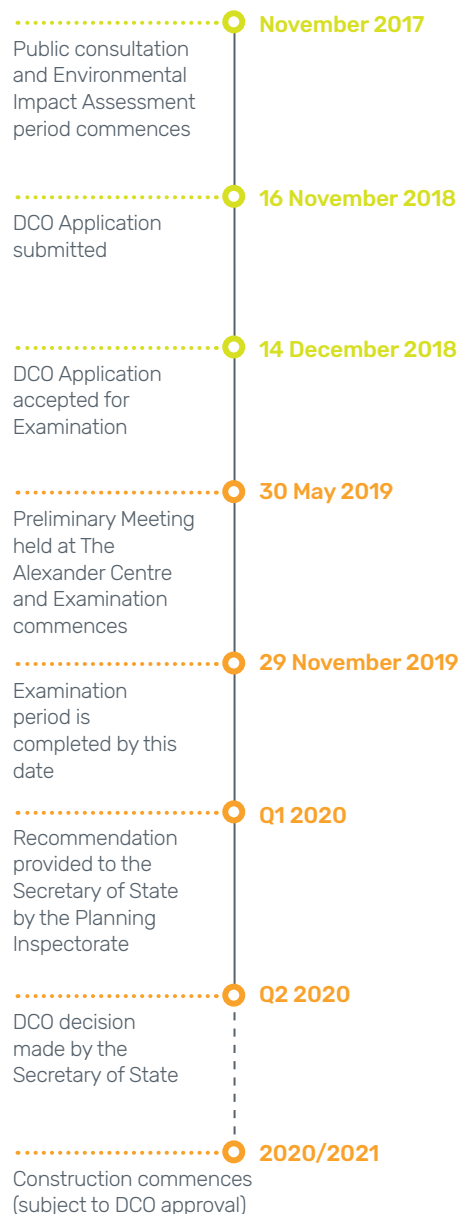 November 2017
Public consultation
and Environmental
Impact Assessment
period commences
16 November 2018
DCO Application
submitted
14 December 2018
DCO Application
accepted for
Examination
30 May 2019
Preliminary Meeting
held at The
Alexander Centre
and Examination
commences
29 November 2019
Examination
period is
completed by this
date
Q1 2020
Recommendation
provided to the
Secretary of State
by the Planning
Inspectorate
Q2 2020
DCO decision
made by the
Secretary of State
2020/2021
Construction commences
(subject to DCO approval)